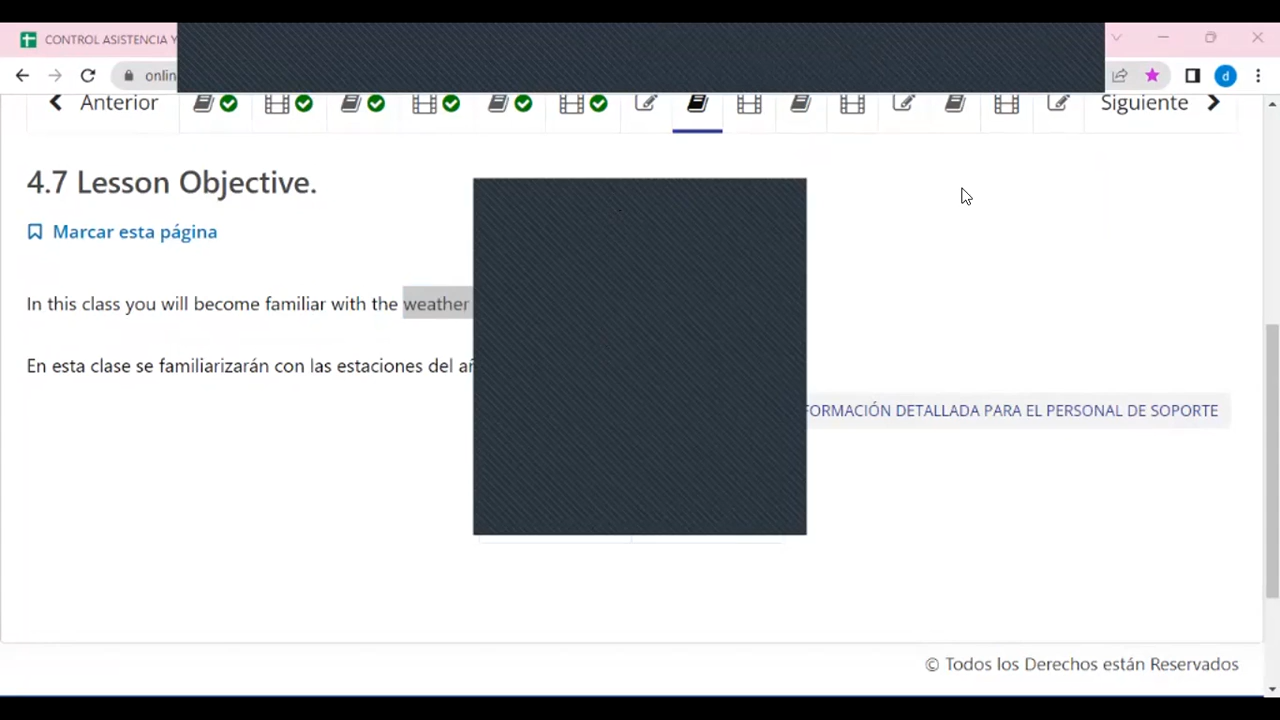 CONTROL ASISTENCIA Y
onlin
d
Anterior
Siguiente
4.7 Lesson Objective.
Marcar esta página
In this class you will become familiar with the weather
En esta clase se familiarizarán con las estaciones del añ
FORMACIÓN DETALLADA PARA EL PERSONAL DE SOPORTE
© Todos los Derechos están Reservados